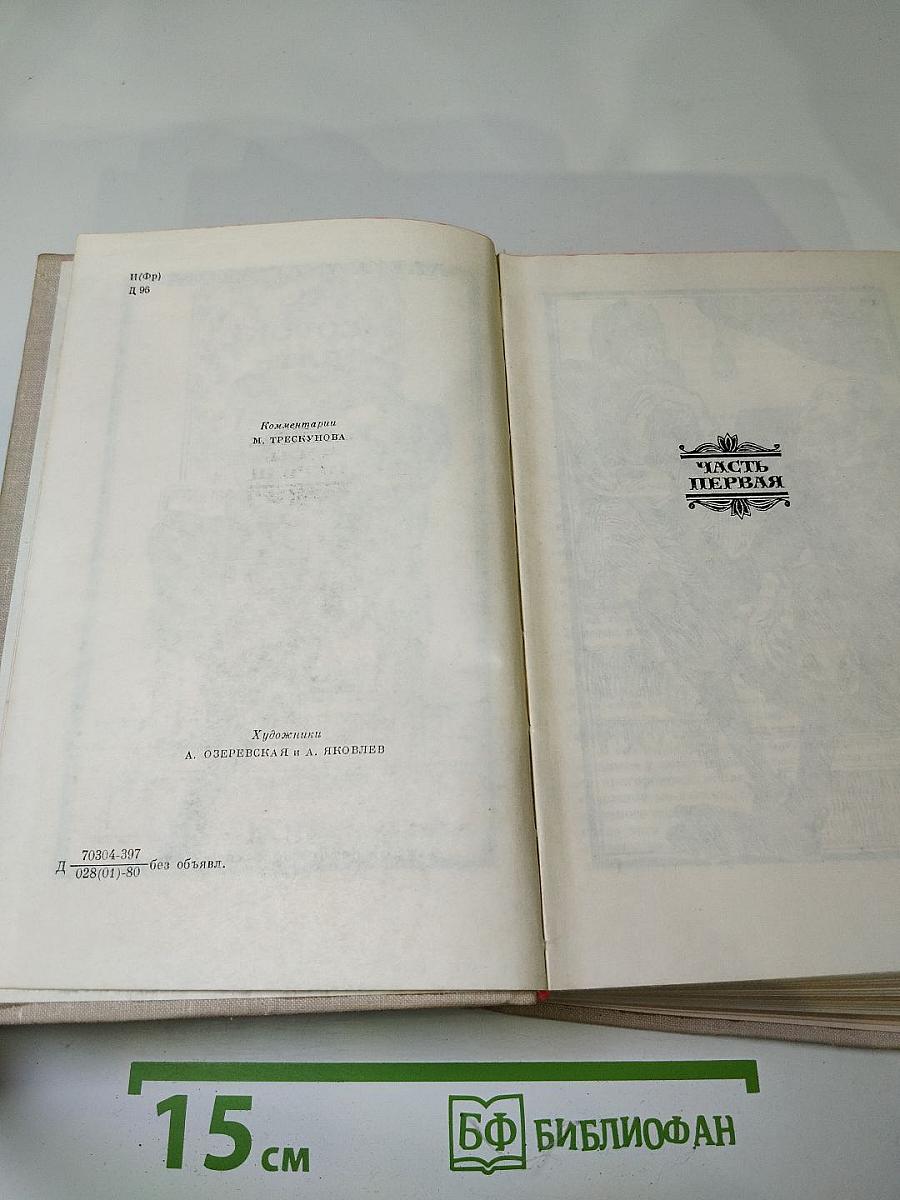 И(Фр)
Д 96
Комментарии
М. ТРЕСКУНОВА
Художники
А. ОЗЕРЕВСКАЯ и А. ЯКОВЛЕВ
Д 70304-397
028(01)-80 без объявл.
ЧАСТЬ
ПЕРВАЯ
15 см
БФ БИБЛИОФАН